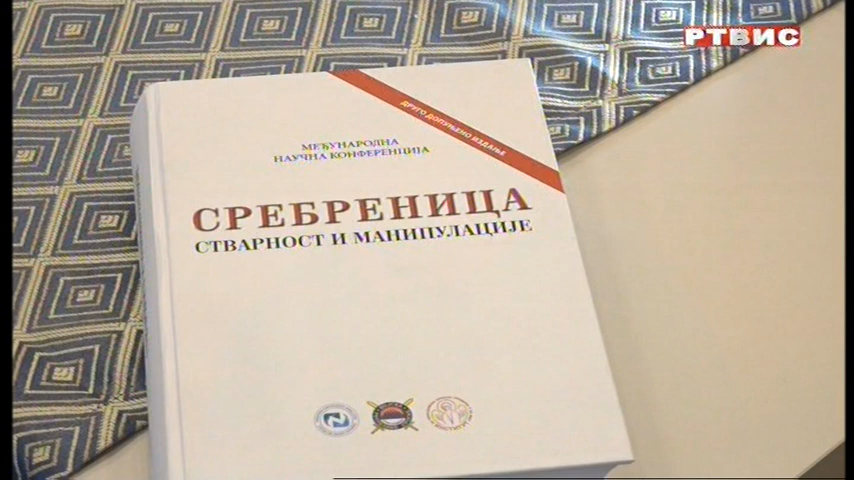 РТВИС
ДРУГО ДОПУЊЕНО ИЗДАЊЕ
МЕЂУНАРОДНА
НАУЧНА КОНФЕРЕНЦИЈА
СРЕБРЕНИЦА
СТВАРНОСТ И МАНИПУЛАЦИЈЕ